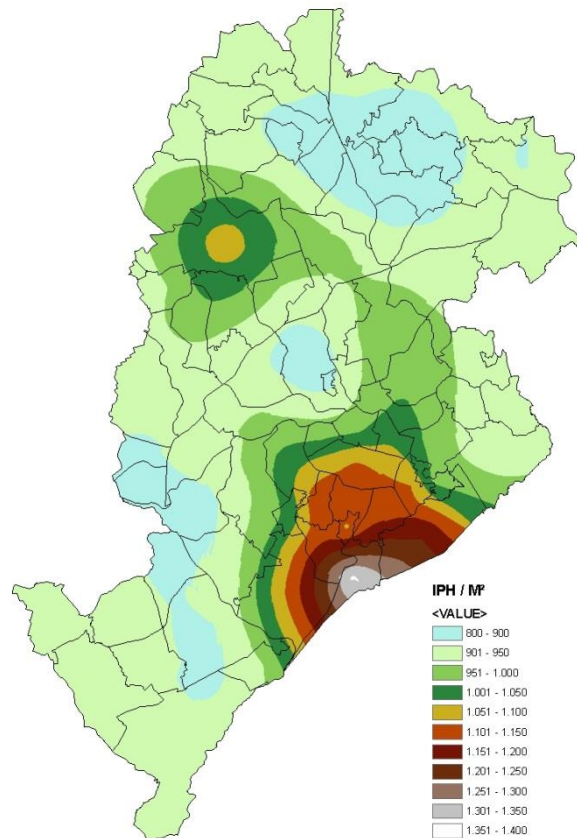 IPH / M²
<VALUE>
800 - 900
901 - 950
951 - 1.000
1.001 - 1.050
1.051 - 1.100
1.101 - 1.150
1.151 - 1.200
1.201 - 1.250
1.251 - 1.300
1.301 - 1.350
1.351 - 1.400